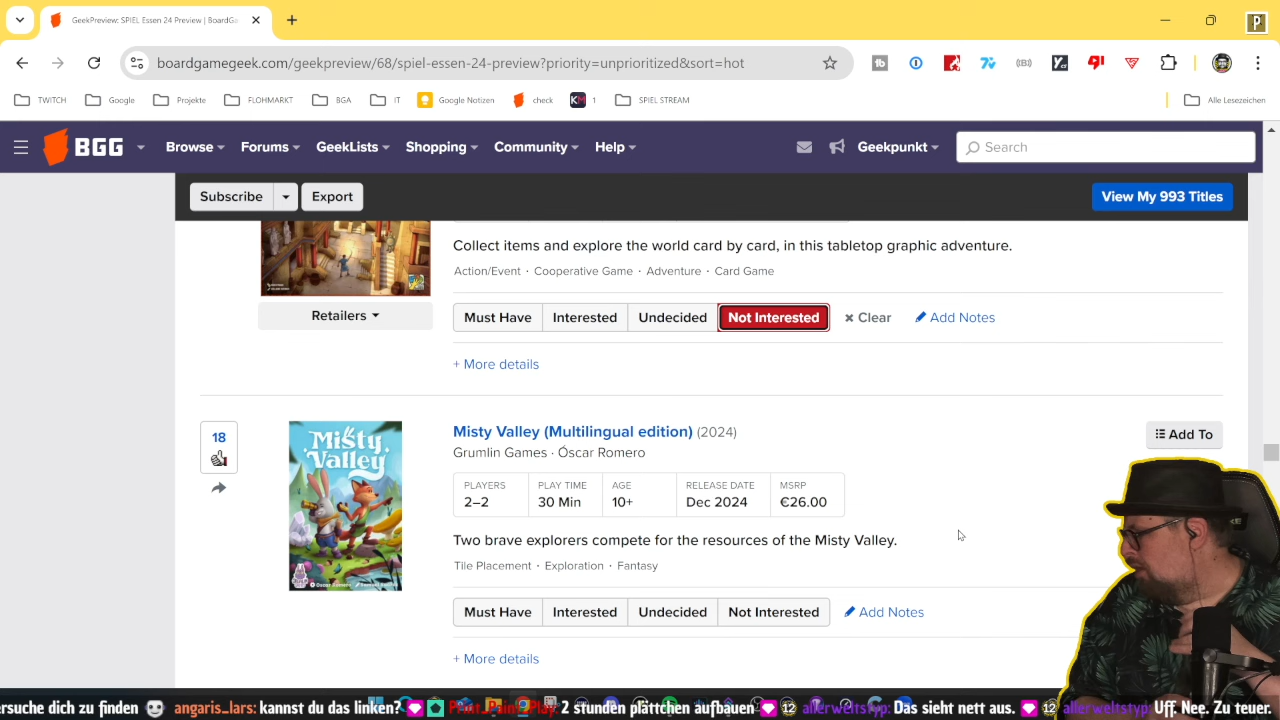 GeekPreview: SPIEL Essen 24 Preview | BoardGa
P
boardgamegeek.com/geekpreview/68/spiel-essen-24-preview?priority=unprioritized&sort=hot
TWITCH Google Projekte FLOHMARKT BGA IT Google Notizen check KM 1 SPIEL STREAM Alle Lesezeichen
BGG Browse Forums GeekLists Shopping Community Help Geekpunkt Search
Subscribe Export View My 993 Titles
Collect items and explore the world card by card, in this tabletop graphic adventure.
Action/Event · Cooperative Game · Adventure · Card Game
Retailers
Must Have Interested Undecided Not Interested Clear Add Notes
+ More details
18
Misty Valley
Misty Valley (Multilingual edition) (2024)
Add To
Grumlin Games · Óscar Romero
PLAYERS PLAY TIME AGE RELEASE DATE MSRP
2–2 30 Min 10+ Dec 2024 €26.00
Two brave explorers compete for the resources of the Misty Valley.
Tile Placement · Exploration · Fantasy
Must Have Interested Undecided Not Interested Add Notes
+ More details
ersuche dich zu finden angaris_lars: kannst du das linken? Print_Paint_Play: 2 stunden plättchen aufbauen 12 allerweltstyp: Das sieht nett aus. 12 allerweltstyp: Uff. Nee. Zu teuer.